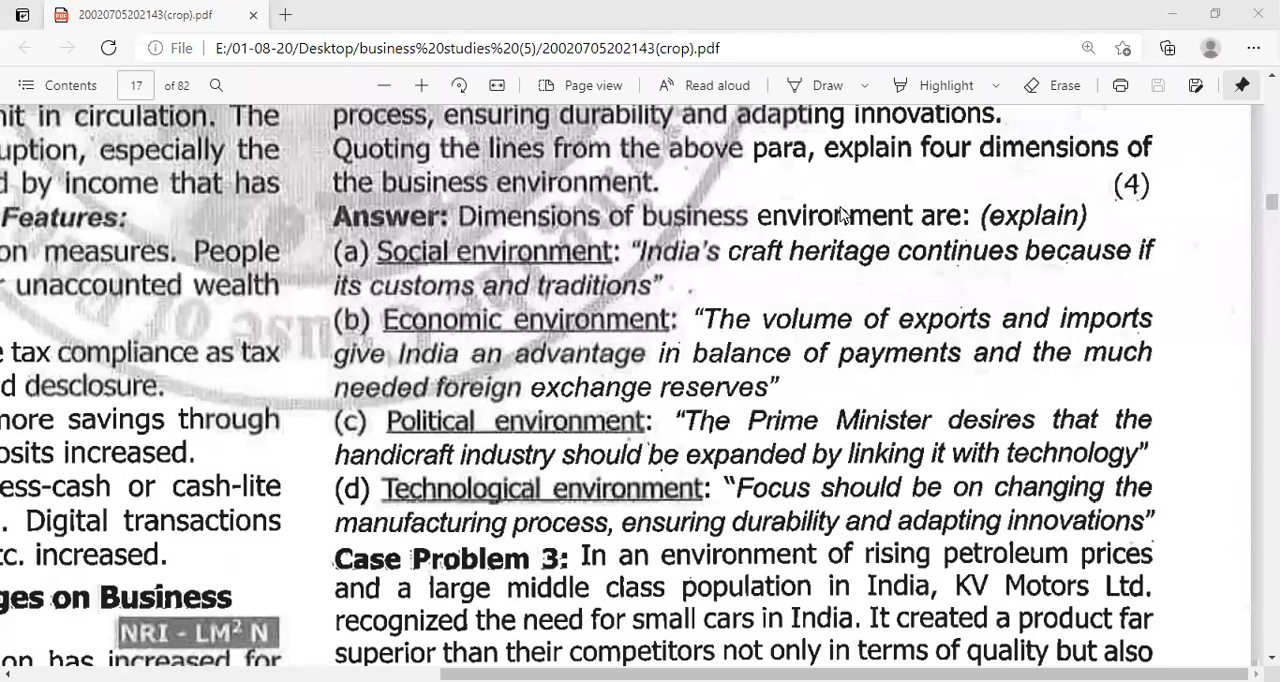 20020705202143(crop).pdf
File | E:/01-08-20/Desktop/business%20studies%20(5)/20020705202143(crop).pdf
Contents 17 of 82 Page view Read aloud Draw Highlight Erase
nit in circulation. The
uption, especially the
d by income that has
Features:
on measures. People
unaccounted wealth
e tax compliance as tax
d desclosure.
more savings through
osits increased.
ess-cash or cash-lite
. Digital transactions
tc. increased.
ges on Business
NRI - LM² N
on has increased for
process, ensuring durability and adapting innovations.
Quoting the lines from the above para, explain four dimensions of
the business environment. (4)
Answer: Dimensions of business environment are: (explain)
(a) Social environment: “India's craft heritage continues because if
its customs and traditions”
(b) Economic environment: “The volume of exports and imports
give India an advantage in balance of payments and the much
needed foreign exchange reserves”
(c) Political environment: “The Prime Minister desires that the
handicraft industry should be expanded by linking it with technology”
(d) Technological environment: “Focus should be on changing the
manufacturing process, ensuring durability and adapting innovations”
Case Problem 3: In an environment of rising petroleum prices
and a large middle class population in India, KV Motors Ltd.
recognized the need for small cars in India. It created a product far
superior than their competitors not only in terms of quality but also